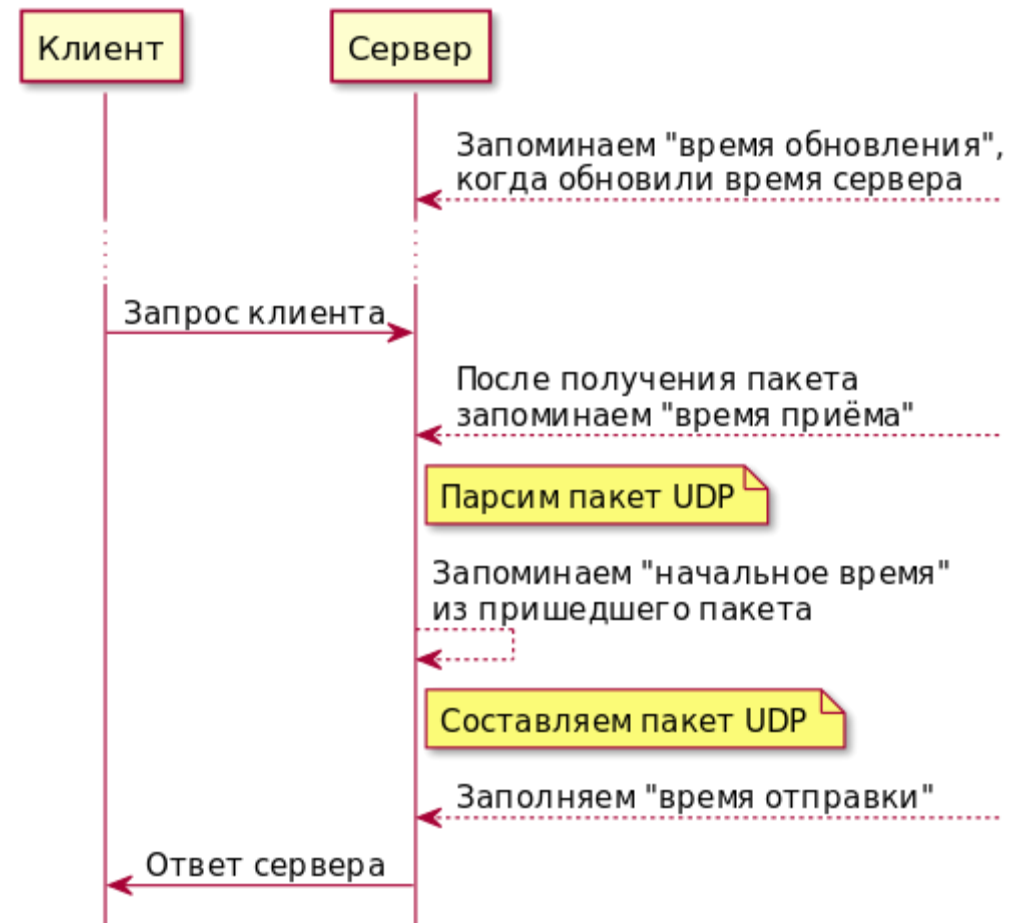 Клиент
Сервер
Запоминаем "время обновления",
когда обновили время сервера
Запрос клиента
После получения пакета
запоминаем "время приёма"
Парсим пакет UDP
Запоминаем "начальное время"
из пришедшего пакета
Составляем пакет UDP
Заполняем "время отправки"
Ответ сервера